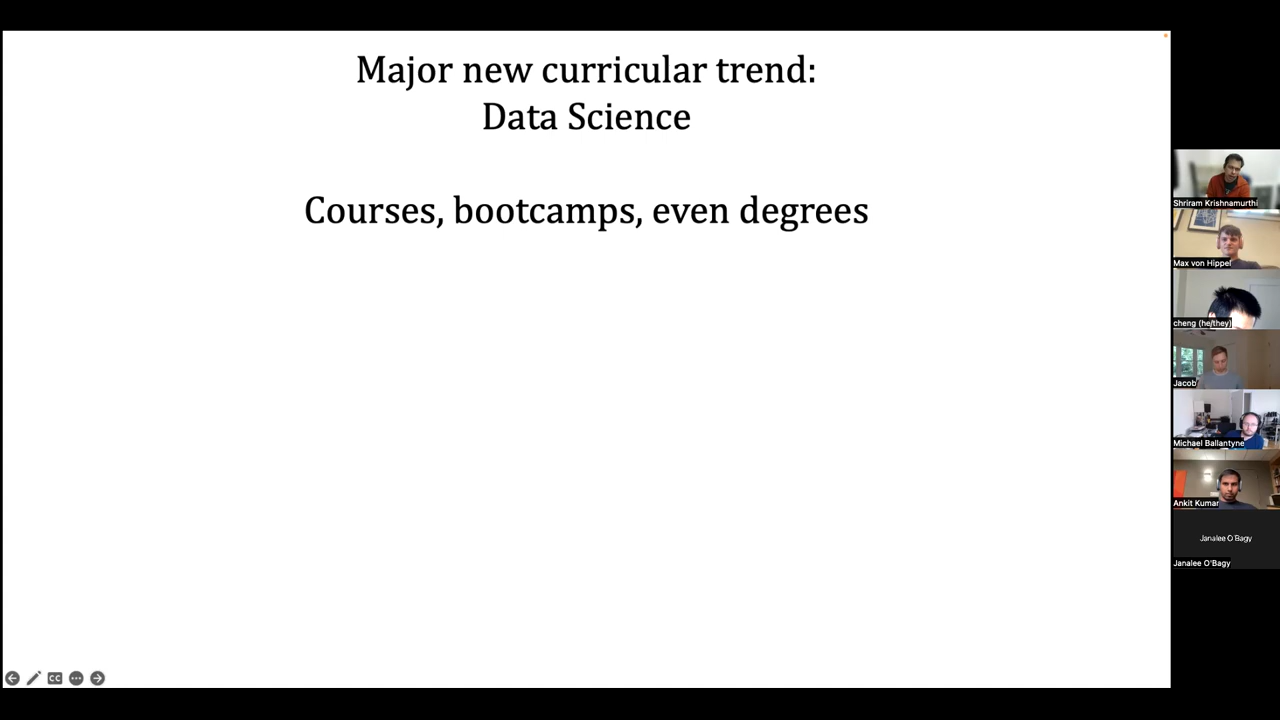 Major new curricular trend:
Data Science
Courses, bootcamps, even degrees
Shriram Krishnamurthi
Max von Hippel
cheng (he/they)
Jacob
Michael Ballantyne
Ankit Kumar
Janalee O Bagy
Janalee O'Bagy
CC